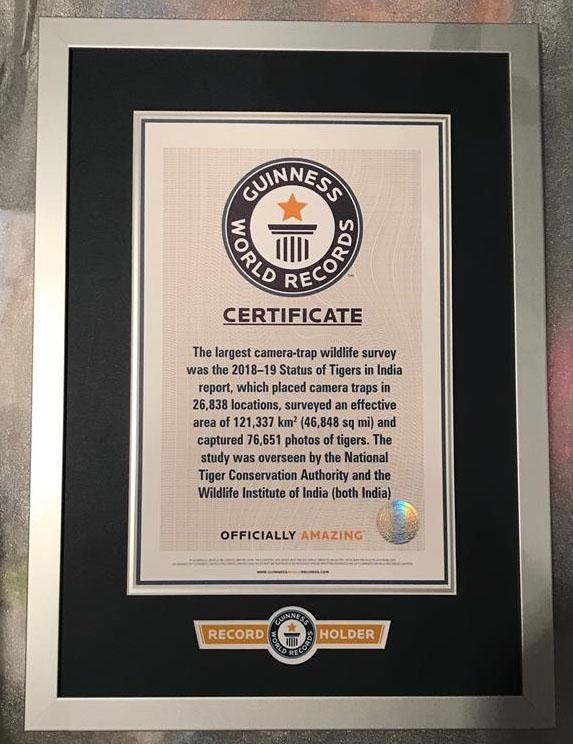 GUINNESS
WORLD RECORDS
CERTIFICATE
The largest camera-trap wildlife survey
was the 2018–19 Status of Tigers in India
report, which placed camera traps in
26,838 locations, surveyed an effective
area of 121,337 km² (46,848 sq mi) and
captured 76,651 photos of tigers. The
study was overseen by the National
Tiger Conservation Authority and the
Wildlife Institute of India (both India)
OFFICIALLY AMAZING
WWW.GUINNESSWORLDRECORDS.COM
RECORD HOLDER
GUINNESS
WORLD RECORDS